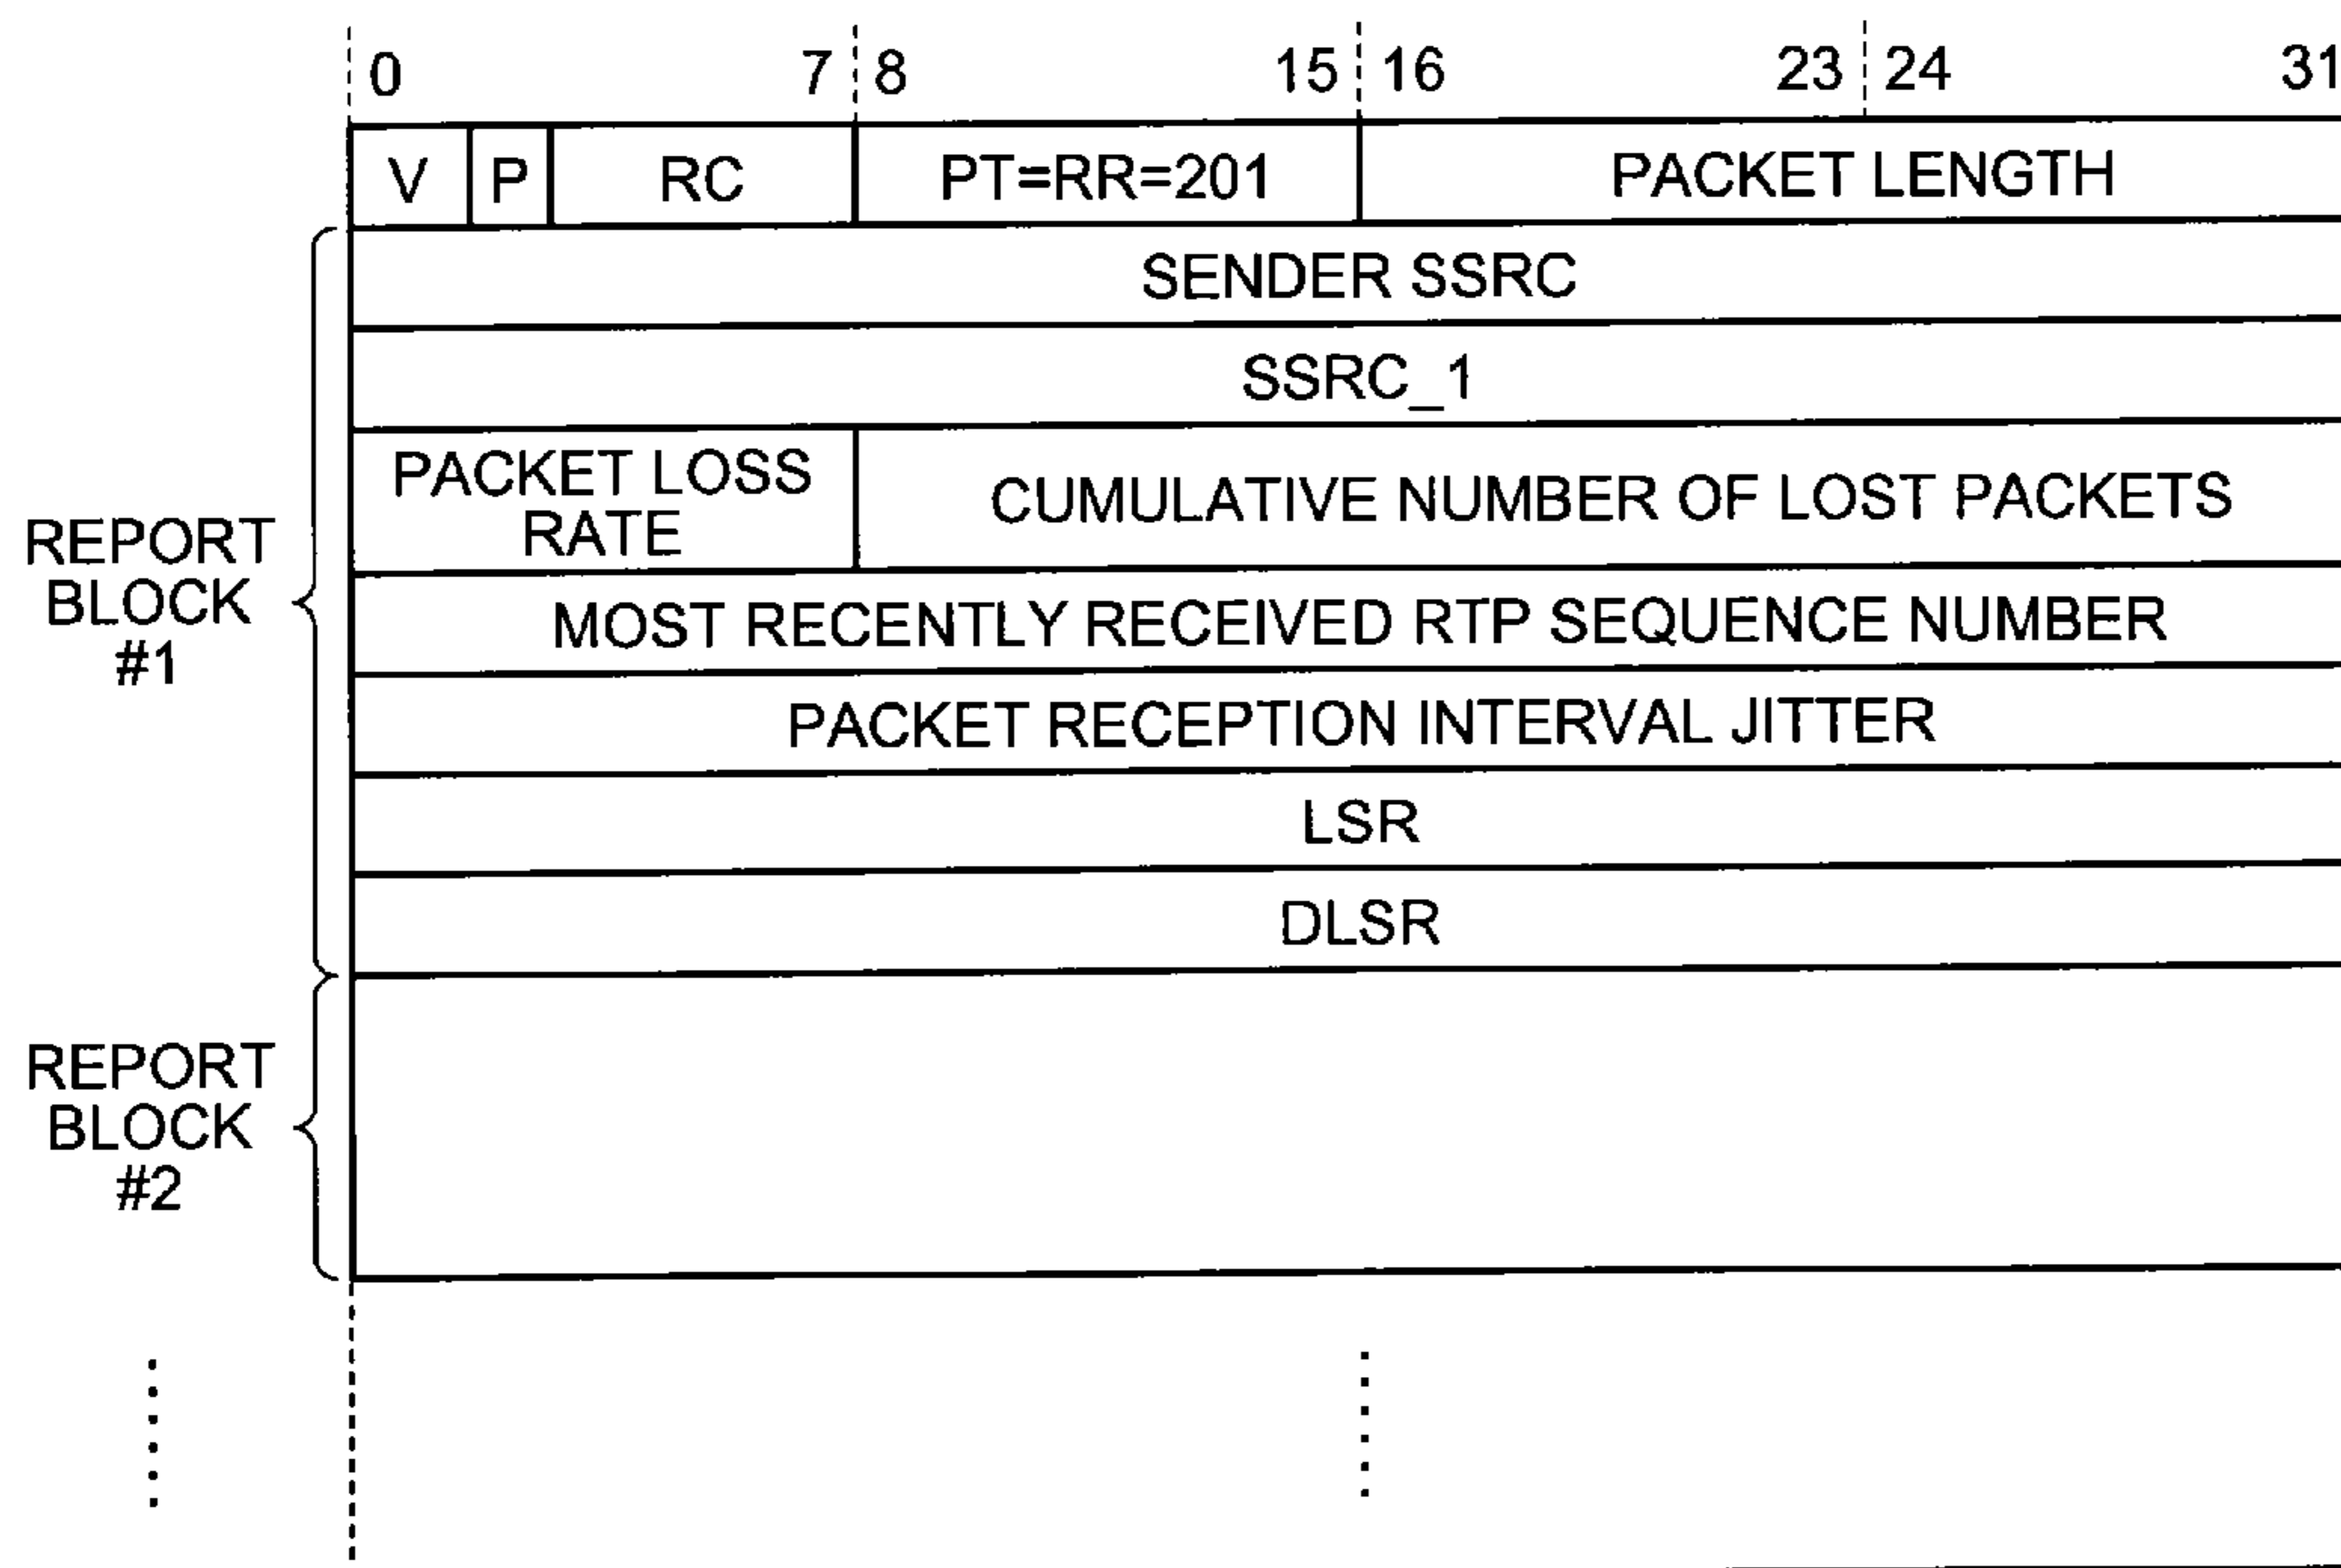 0 7 8 15 16 23 24 31
V P RC PT=RR=201 PACKET LENGTH
SENDER SSRC
SSRC_1
PACKET LOSS
RATE
CUMULATIVE NUMBER OF LOST PACKETS
MOST RECENTLY RECEIVED RTP SEQUENCE NUMBER
PACKET RECEPTION INTERVAL JITTER
LSR
DLSR
REPORT
BLOCK
#1
REPORT
BLOCK
#2